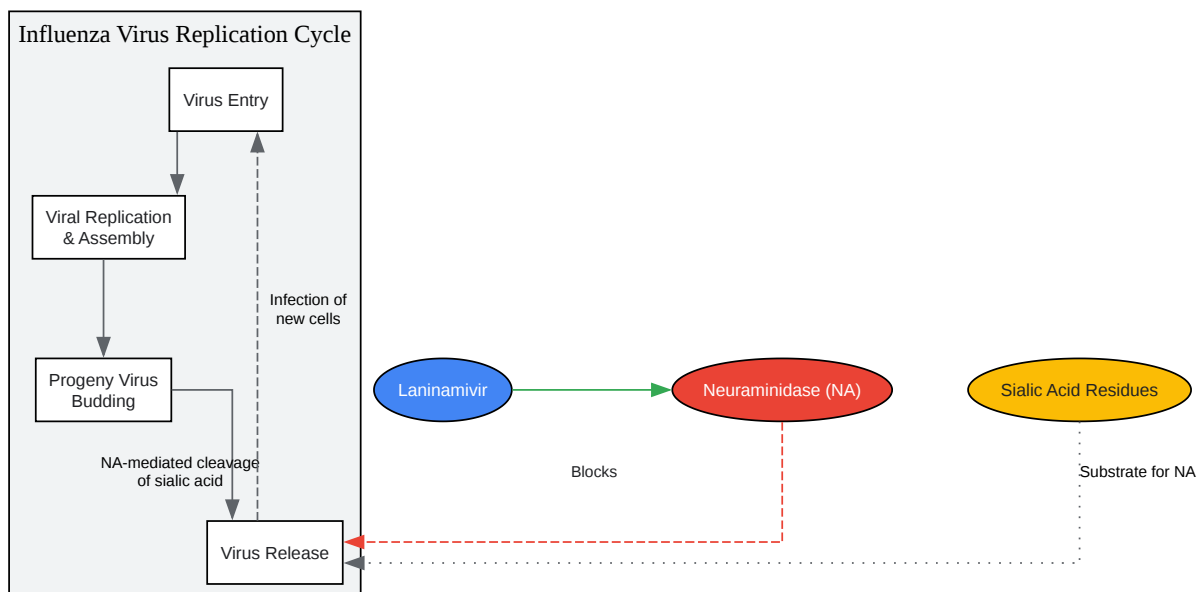 Influenza Virus Replication Cycle
Virus Entry
Viral Replication
& Assembly
Infection of
new cells
Progeny Virus
Budding
Laninamivir
Neuraminidase (NA)
Sialic Acid Residues
NA-mediated cleavage
of sialic acid
Blocks
Substrate for NA
Virus Release